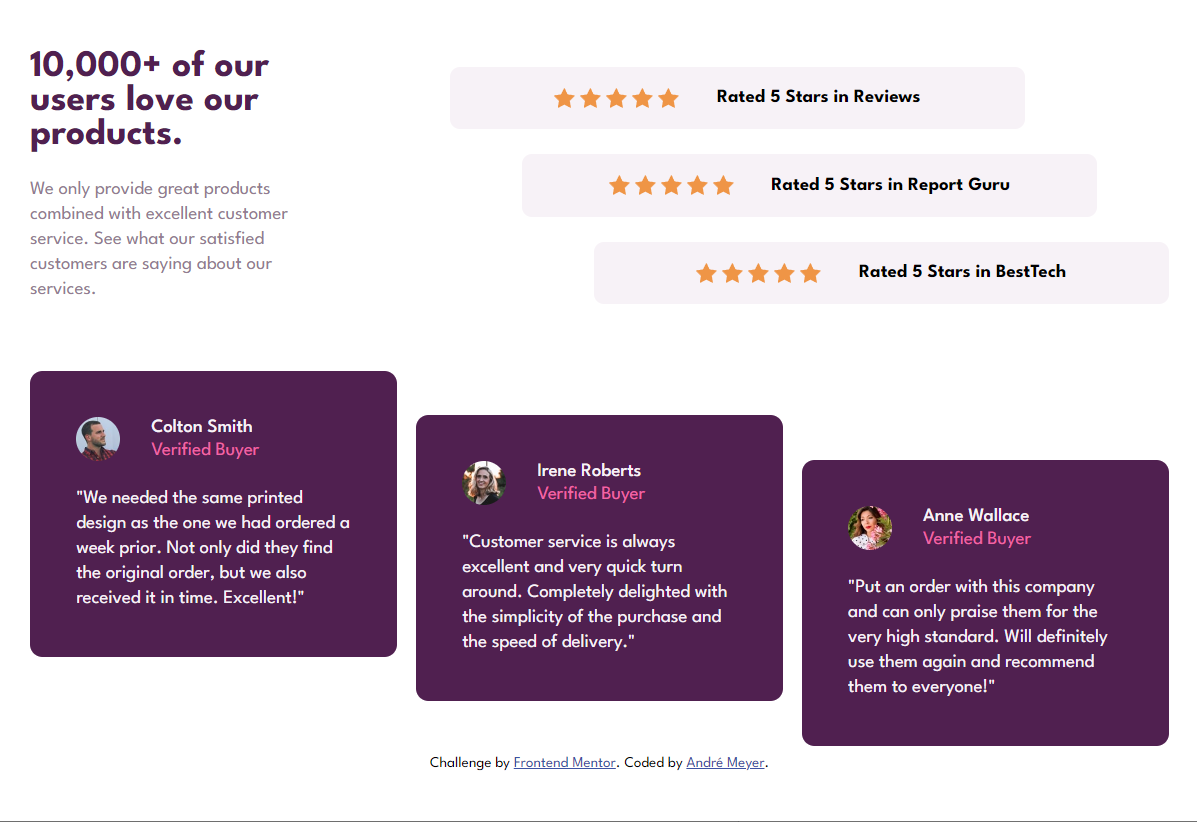 10,000+ of our
users love our
products.
We only provide great products
combined with excellent customer
service. See what our satisfied
customers are saying about our
services.
Rated 5 Stars in Reviews
Rated 5 Stars in Report Guru
Rated 5 Stars in BestTech
Colton Smith
Verified Buyer
"We needed the same printed
design as the one we had ordered a
week prior. Not only did they find
the original order, but we also
received it in time. Excellent!"
Irene Roberts
Verified Buyer
"Customer service is always
excellent and very quick turn
around. Completely delighted with
the simplicity of the purchase and
the speed of delivery."
Anne Wallace
Verified Buyer
"Put an order with this company
and can only praise them for the
very high standard. Will definitely
use them again and recommend
them to everyone!"
Challenge by Frontend Mentor. Coded by André Meyer.